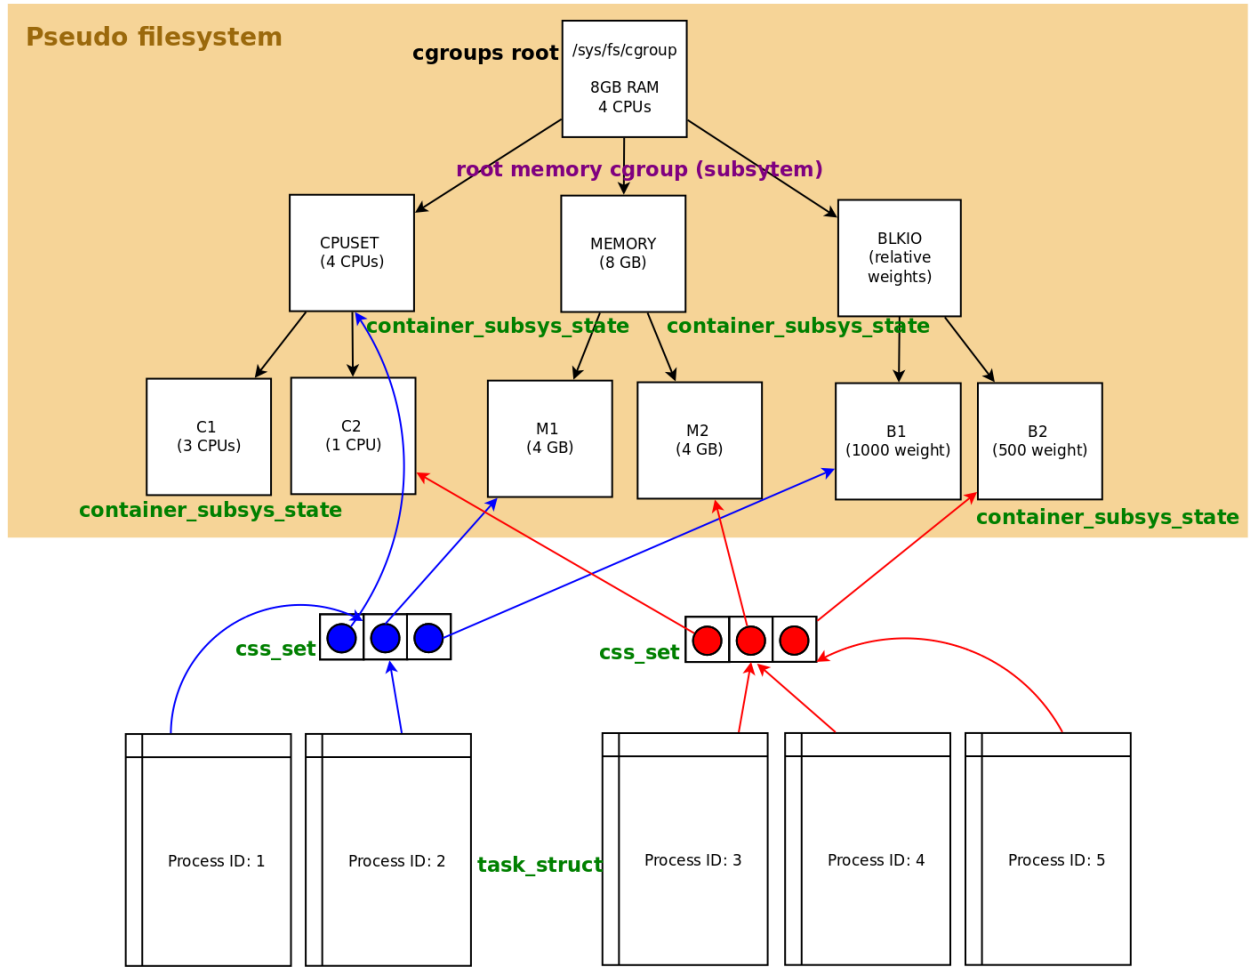 Pseudo filesystem
cgroups root
/sys/fs/cgroup
8GB RAM
4 CPUs
root memory cgroup (subsytem)
CPUSET
(4 CPUs)
MEMORY
(8 GB)
BLKIO
(relative
weights)
container_subsys_state
container_subsys_state
C1
(3 CPUs)
C2
(1 CPU)
M1
(4 GB)
M2
(4 GB)
B1
(1000 weight)
B2
(500 weight)
container_subsys_state
container_subsys_state
css_set
css_set
Process ID: 1
Process ID: 2
task_struct
Process ID: 3
Process ID: 4
Process ID: 5